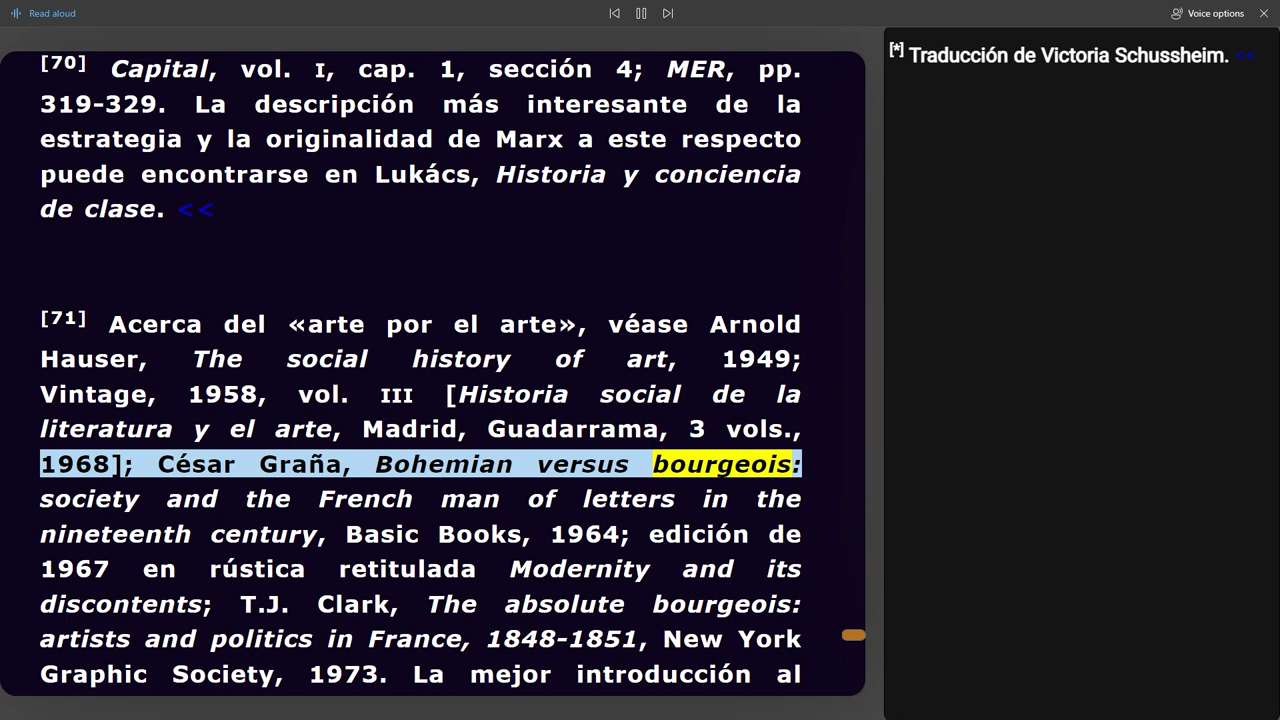 Read aloud
Voice options
[70] Capital, vol. I, cap. 1, sección 4; MER, pp.
319-329. La descripción más interesante de la
estrategia y la originalidad de Marx a este respecto
puede encontrarse en Lukács, Historia y conciencia
de clase. <<
[71] Acerca del «arte por el arte», véase Arnold
Hauser, The social history of art, 1949;
Vintage, 1958, vol. III [Historia social de la
literatura y el arte, Madrid, Guadarrama, 3 vols.,
1968]; César Graña, Bohemian versus bourgeois:
society and the French man of letters in the
nineteenth century, Basic Books, 1964; edición de
1967 en rústica retitulada Modernity and its
discontents; T.J. Clark, The absolute bourgeois:
artists and politics in France, 1848-1851, New York
Graphic Society, 1973. La mejor introducción al
[*] Traducción de Victoria Schussheim. <<